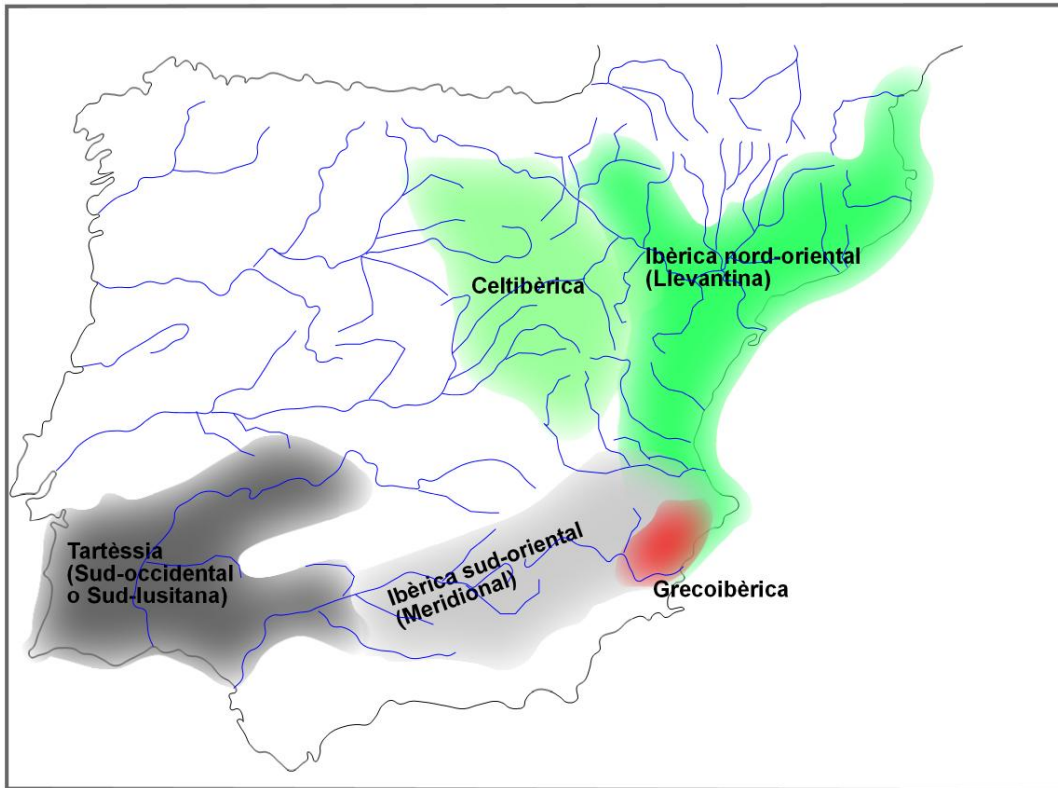 Ibèrica nord-oriental
(Llevantina)
Celtibèrica
Tartèssia
(Sud-occidental
o Sud-lusitana)
Ibèrica sud-oriental
(Meridional)
Grecoibèrica